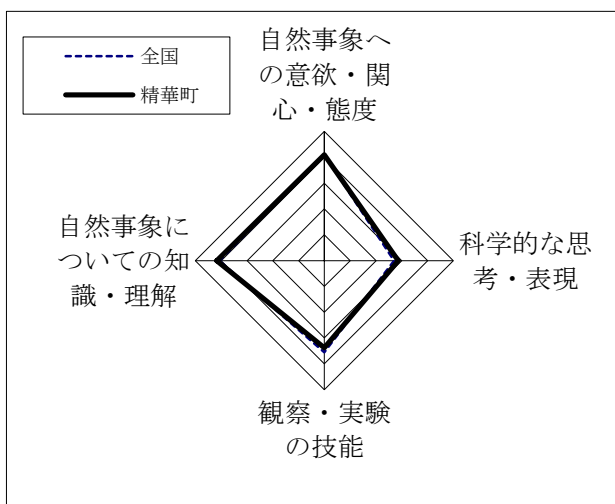 全国
精華町
自然事象へ
の意欲・関
心・態度
自然事象に
ついての知
識・理解
科学的な思
考・表現
観察・実験
の技能